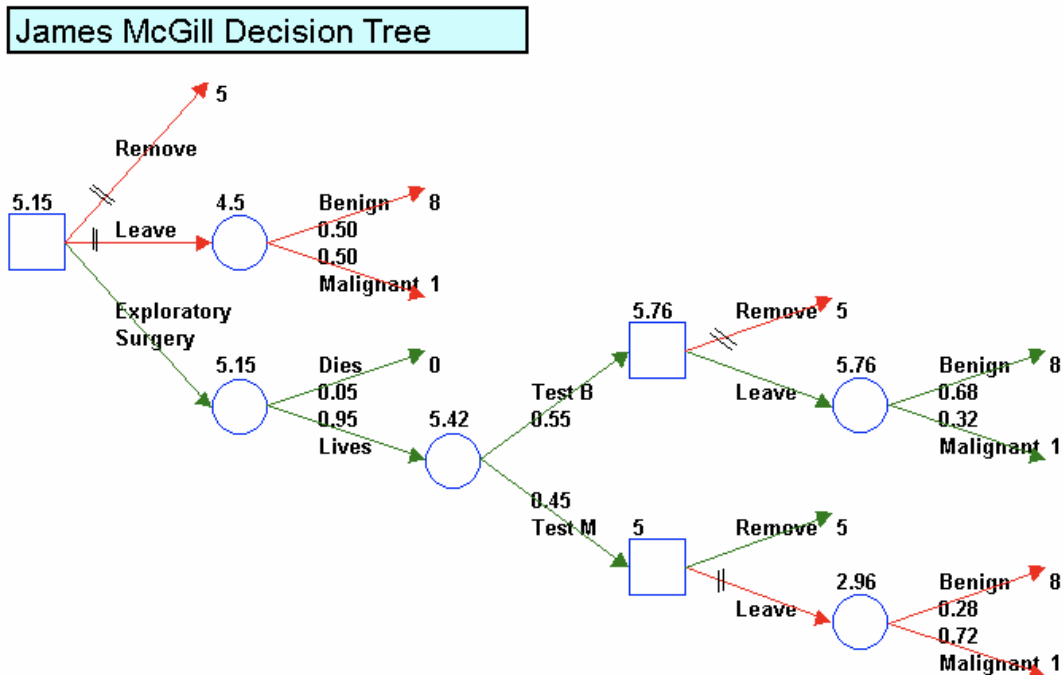 James McGill Decision Tree
5
Remove
5.15
4.5
Benign 8
Leave
0.50
0.50
Malignant 1
Exploratory
Surgery
5.76
Remove 5
5.15
Dies
0
0.05
0.95
Lives
5.42
Test B
0.55
Leave
5.76
Benign 8
0.68
0.32
Malignant 1
0.45
Test M
5
Remove 5
Leave
2.96
Benign 8
0.28
0.72
Malignant 1